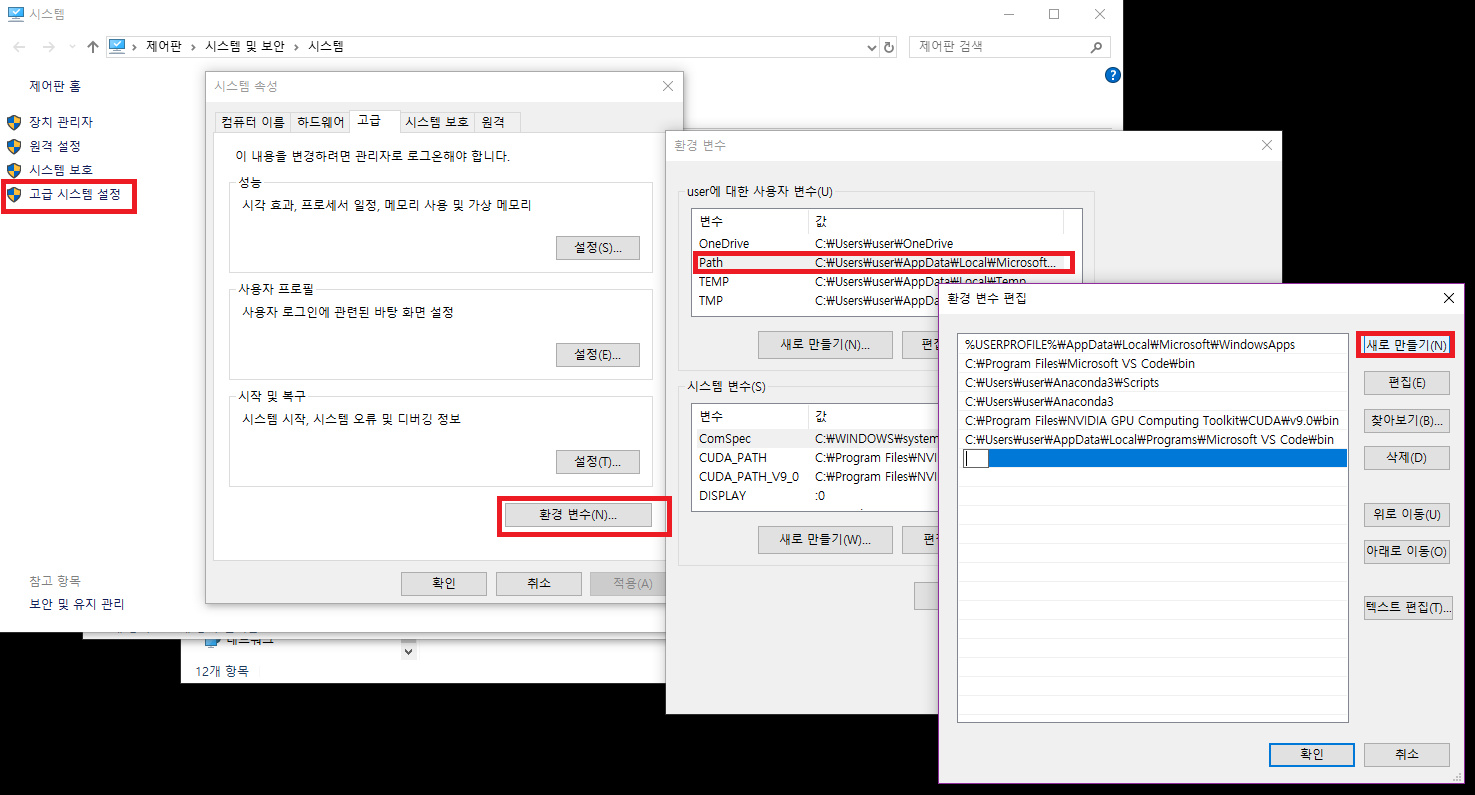 시스템
제어판 › 시스템 및 보안 › 시스템
제어판 검색
제어판 홈
장치 관리자
원격 설정
시스템 보호
고급 시스템 설정
참고 항목
보안 및 유지 관리
시스템 속성
컴퓨터 이름 하드웨어 고급 시스템 보호 원격
이 내용을 변경하려면 관리자로 로그온해야 합니다.
성능
시각 효과, 프로세서 일정, 메모리 사용 및 가상 메모리
설정(S)...
사용자 프로필
사용자 로그인에 관련된 바탕 화면 설정
설정(E)...
시작 및 복구
시스템 시작, 시스템 오류 및 디버깅 정보
설정(T)...
환경 변수(N)...
확인 취소 적용(A)
네트워크
12개 항목
환경 변수
user에 대한 사용자 변수(U)
변수 값
OneDrive C:₩Users₩user₩OneDrive
Path C:₩Users₩user₩AppData₩Local₩Microsoft...
TEMP C:₩Users₩user₩AppData₩Local₩Temp
TMP C:₩Users₩user₩AppDa
새로 만들기(N)... 편집
시스템 변수(S)
변수 값
ComSpec C:₩WINDOWS₩system
CUDA_PATH C:₩Program Files₩NVI
CUDA_PATH_V9_0 C:₩Program Files₩NVI
DISPLAY :0
새로 만들기(W)... 편
환경 변수 편집
%USERPROFILE%₩AppData₩Local₩Microsoft₩WindowsApps
C:₩Program Files₩Microsoft VS Code₩bin
C:₩Users₩user₩Anaconda3₩Scripts
C:₩Users₩user₩Anaconda3
C:₩Program Files₩NVIDIA GPU Computing Toolkit₩CUDA₩v9.0₩bin
C:₩Users₩user₩AppData₩Local₩Programs₩Microsoft VS Code₩bin
새로 만들기(N)
편집(E)
찾아보기(B)...
삭제(D)
위로 이동(U)
아래로 이동(O)
텍스트 편집(T)...
확인 취소